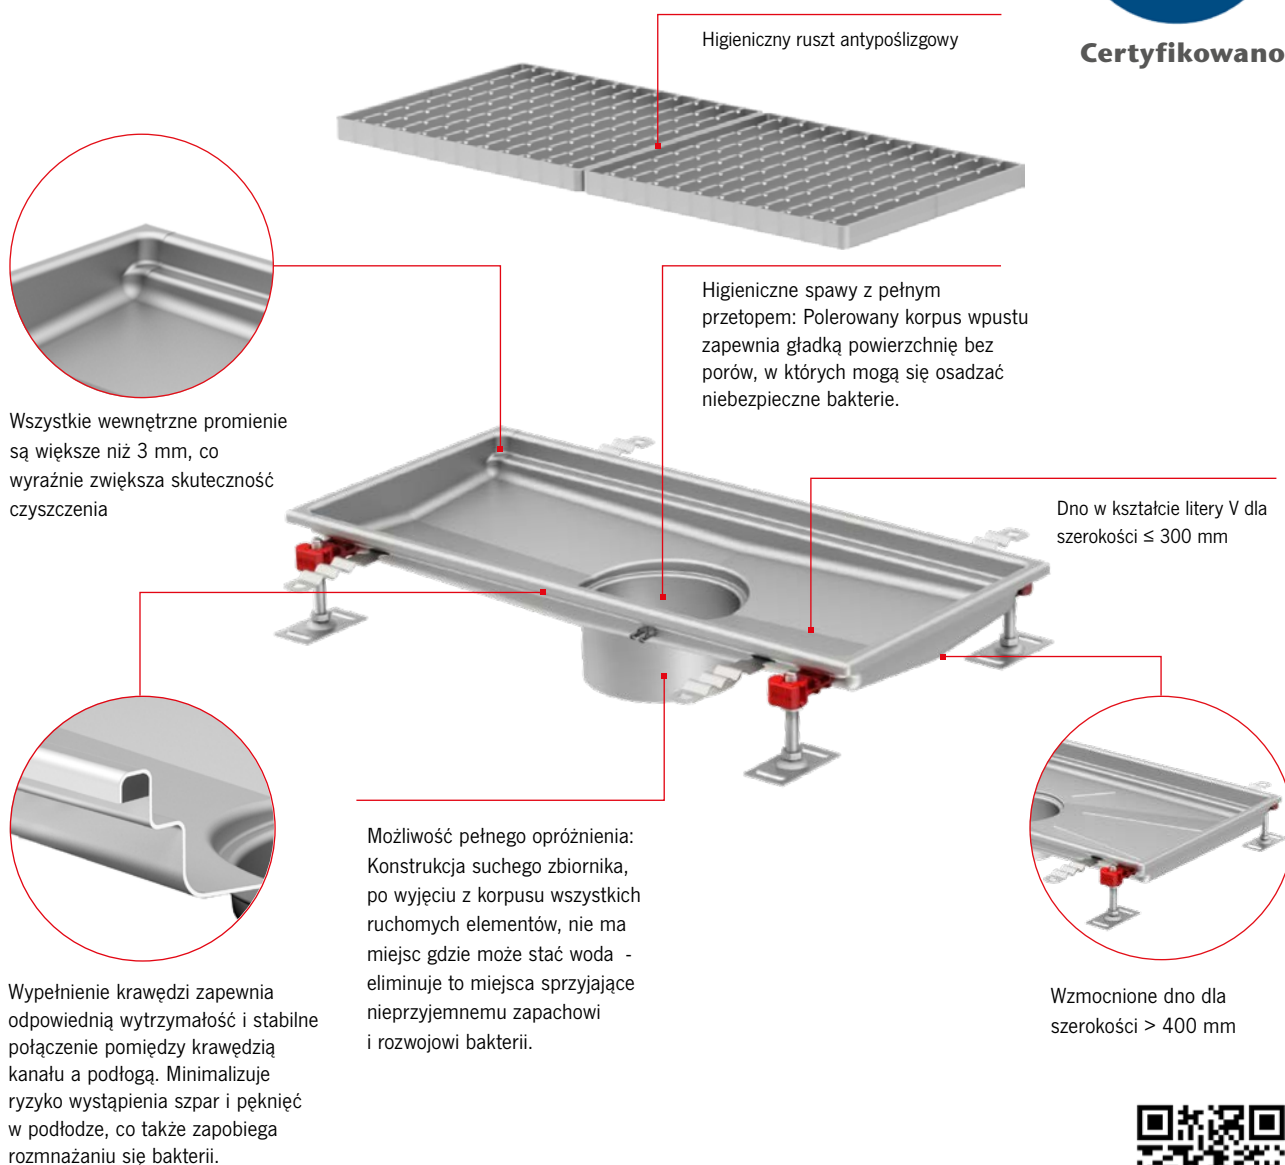 Certyfikowano
Higieniczny ruszt antypoślizgowy
Higieniczne spawy z pełnym
przetopem: Polerowany korpus wpustu
zapewnia gładką powierzchnię bez
porów, w których mogą się osadzać
niebezpieczne bakterie.
Wszystkie wewnętrzne promienie
są większe niż 3 mm, co
wyraźnie zwiększa skuteczność
czyszczenia
Dno w kształcie litery V dla
szerokości ≤ 300 mm
Możliwość pełnego opróżnienia:
Konstrukcja suchego zbiornika,
po wyjęciu z korpusu wszystkich
ruchomych elementów, nie ma
miejsc gdzie może stać woda -
eliminuje to miejsca sprzyjające
nieprzyjemnemu zapachowi
i rozwojowi bakterii.
Wypełnienie krawędzi zapewnia
odpowiednią wytrzymałość i stabilne
połączenie pomiędzy krawędzią
kanału a podłogą. Minimalizuje
ryzyko wystąpienia szpar i pęknięć
w podłodze, co także zapobiega
rozmnażaniu się bakterii.
Wzmocnione dno dla
szerokości > 400 mm